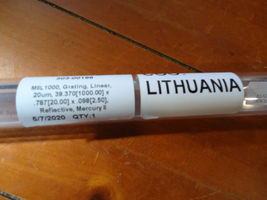 MSL1000, Grating, Linear,
20um, 39.370[1000.00] x
.787[20.00] x .098[2.50],
Reflective, Mercury II
5/7/2020 QTY:1
LITHUANIA